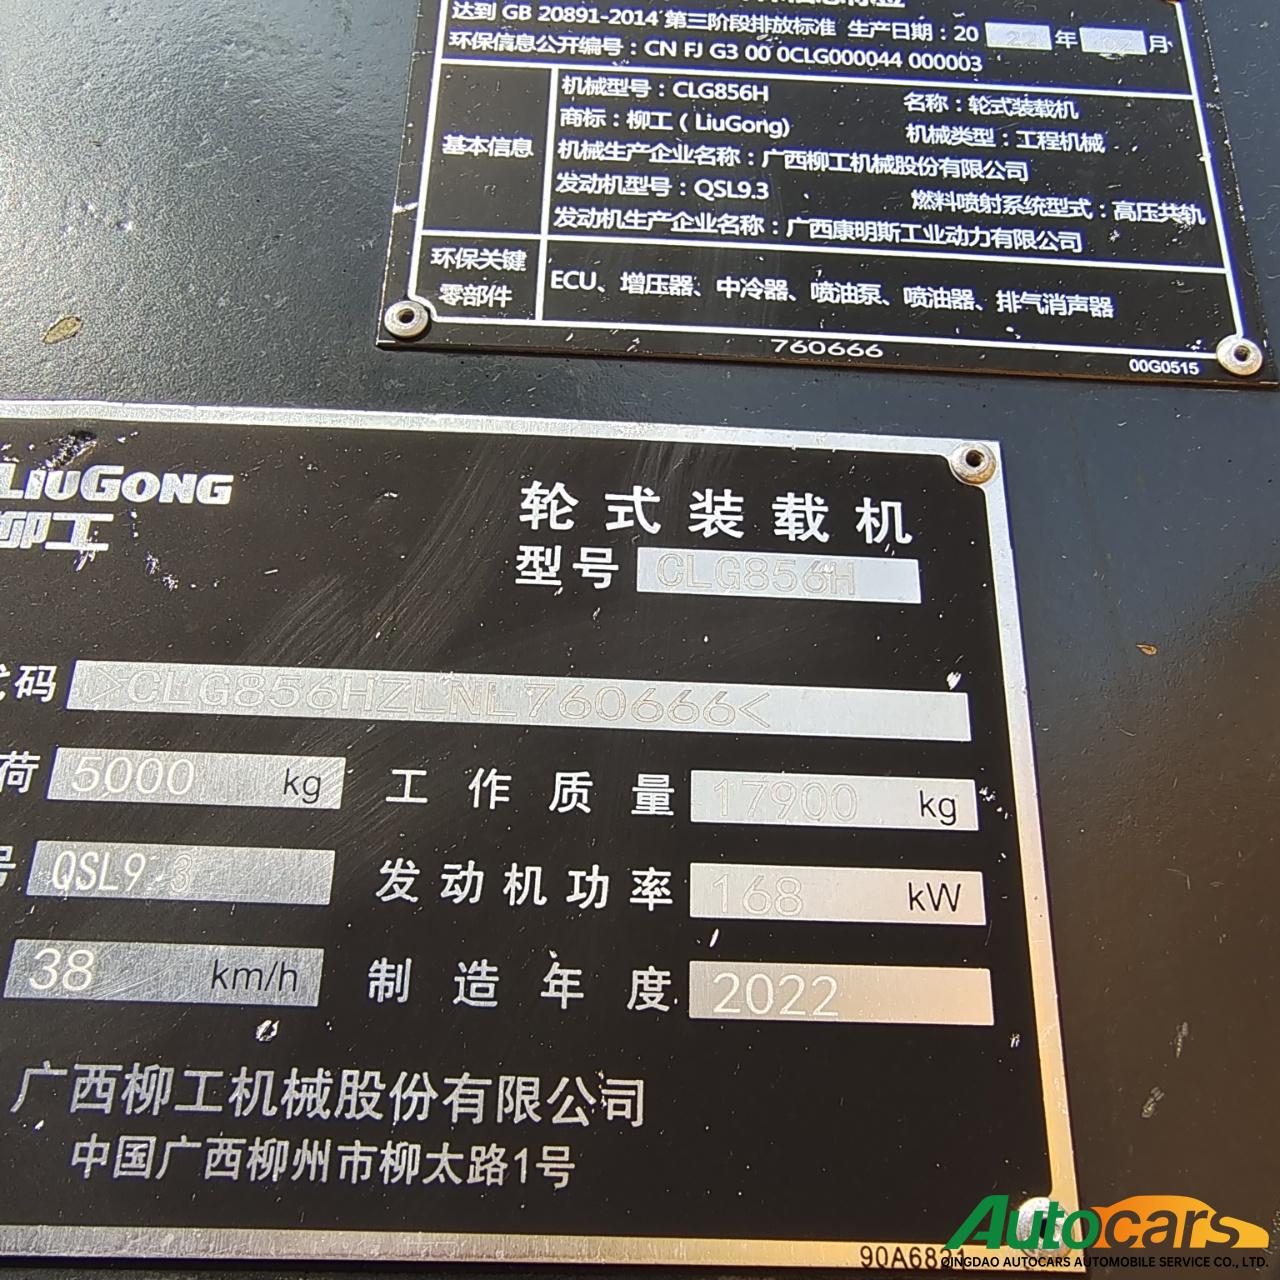 达到 GB 20891-2014 第三阶段排放标准 生产日期：20 22 年 月
环保信息公开编号：CN FJ G3 00 0CLG000044 000003
基本信息
机械型号：CLG856H 名称：轮式装载机
商标：柳工（LiuGong) 机械类型：工程机械
机械生产企业名称：广西柳工机械股份有限公司
发动机型号：QSL9.3 燃料喷射系统型式：高压共轨
发动机生产企业名称：广西康明斯工业动力有限公司
环保关键
零部件
ECU、增压器、中冷器、喷油泵、喷油器、排气消声器
760666
00G0515
LIUGONG
柳工
轮式装载机
型号 CLG856H
代码 >CLG856HZLNL760666<
荷 5000 kg 工作质量 17900 kg
号 QSL9.3 发动机功率 168 kW
38 km/h 制造年度 2022
广西柳工机械股份有限公司
中国广西柳州市柳太路1号
90A6821
Autocars
QINGDAO AUTOCARS AUTOMOBILE SERVICE CO., LTD.